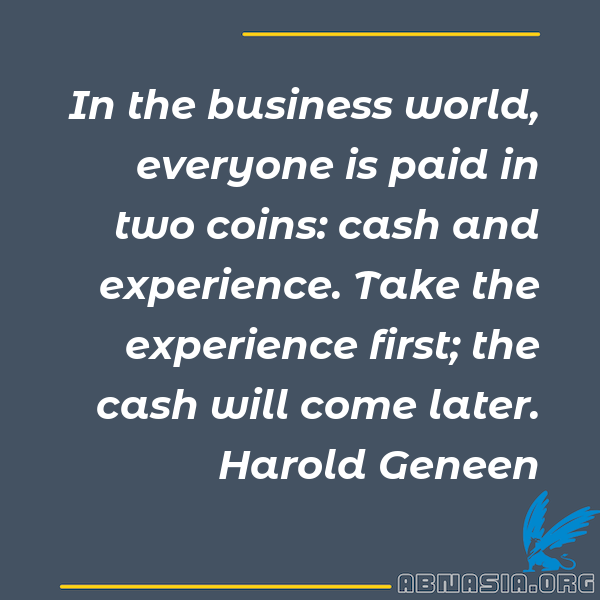 In the business world,
everyone is paid in
two coins: cash and
experience. Take the
experience first; the
cash will come later.
Harold Geneen
ABNASIA.ORG